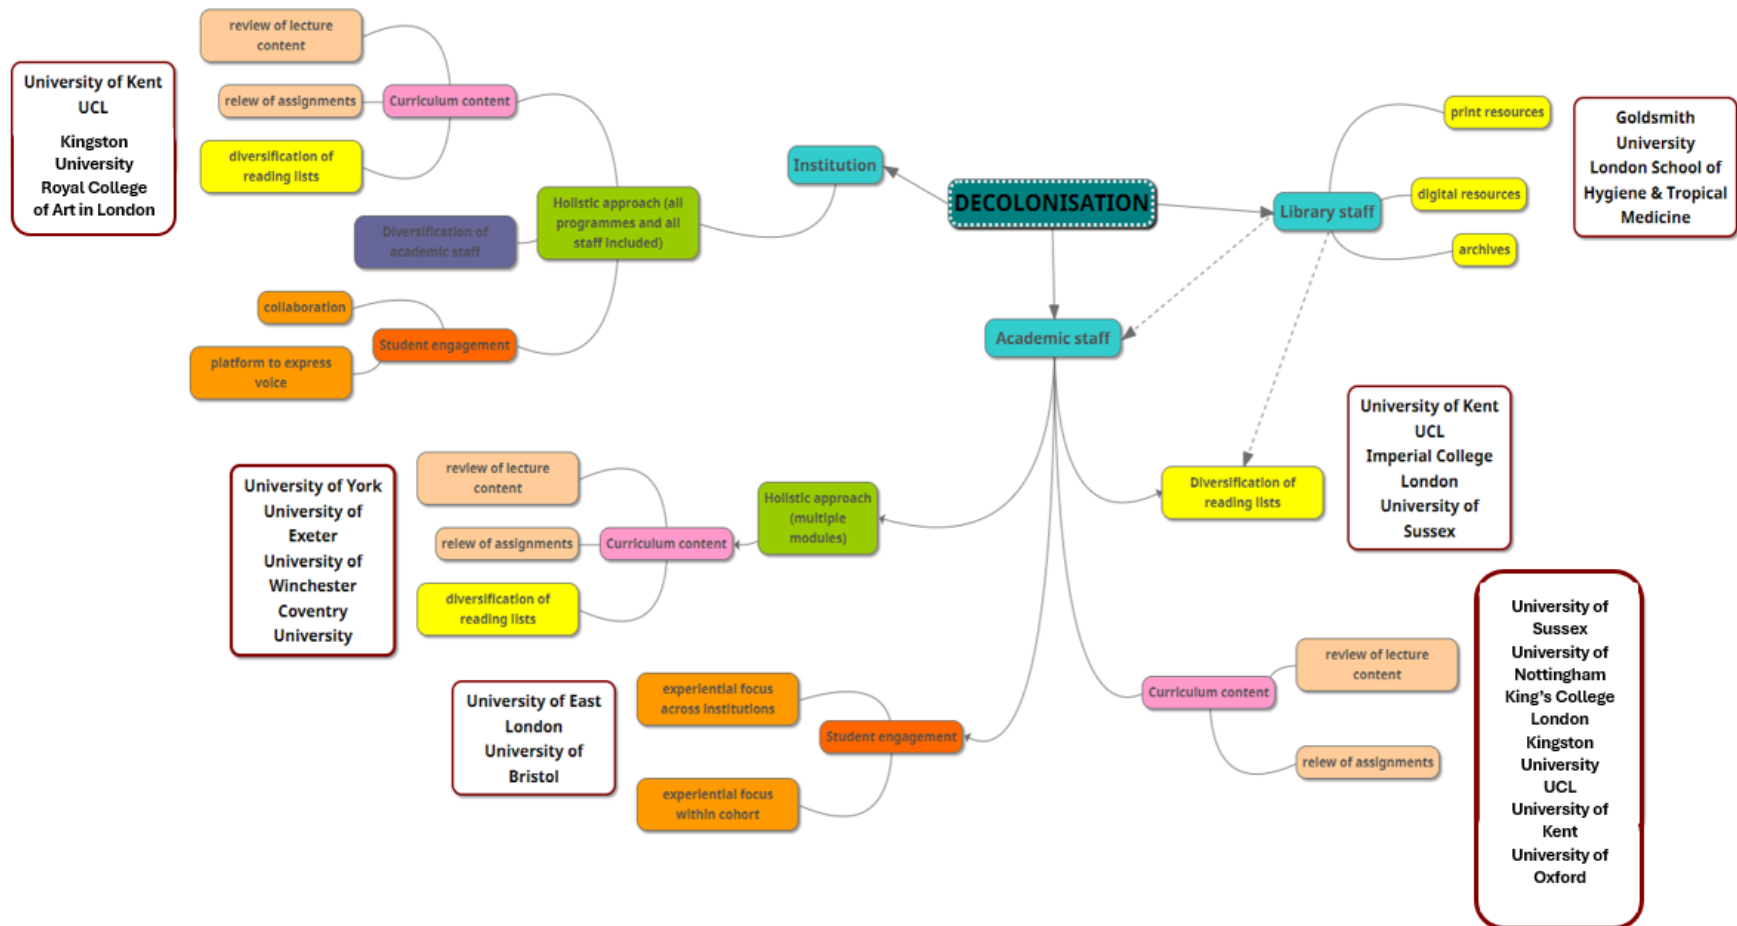 review of lecture
content
University of Kent
UCL
Kingston
University
Royal College
of Art in London
relew of assignments
Curriculum content
diversification of
reading lists
Institution
Holistic approach (all
programmes and all
staff included)
Diversification of
academic staff
collaboration
Student engagement
platform to express
voice
DECOLONISATION
Library staff
print resources
digital resources
archives
Goldsmith
University
London School of
Hygiene & Tropical
Medicine
Academic staff
University of Kent
UCL
Imperial College
London
University of
Sussex
Diversification of
reading lists
University of York
University of
Exeter
University of
Winchester
Coventry
University
review of lecture
content
relew of assignments
Curriculum content
diversification of
reading lists
Holistic approach
(multiple
modules)
University of East
London
University of
Bristol
experiential focus
across institutions
Student engagement
experiential focus
within cohort
Curriculum content
review of lecture
content
relew of assignments
University of
Sussex
University of
Nottingham
King's College
London
Kingston
University
UCL
University of
Kent
University of
Oxford